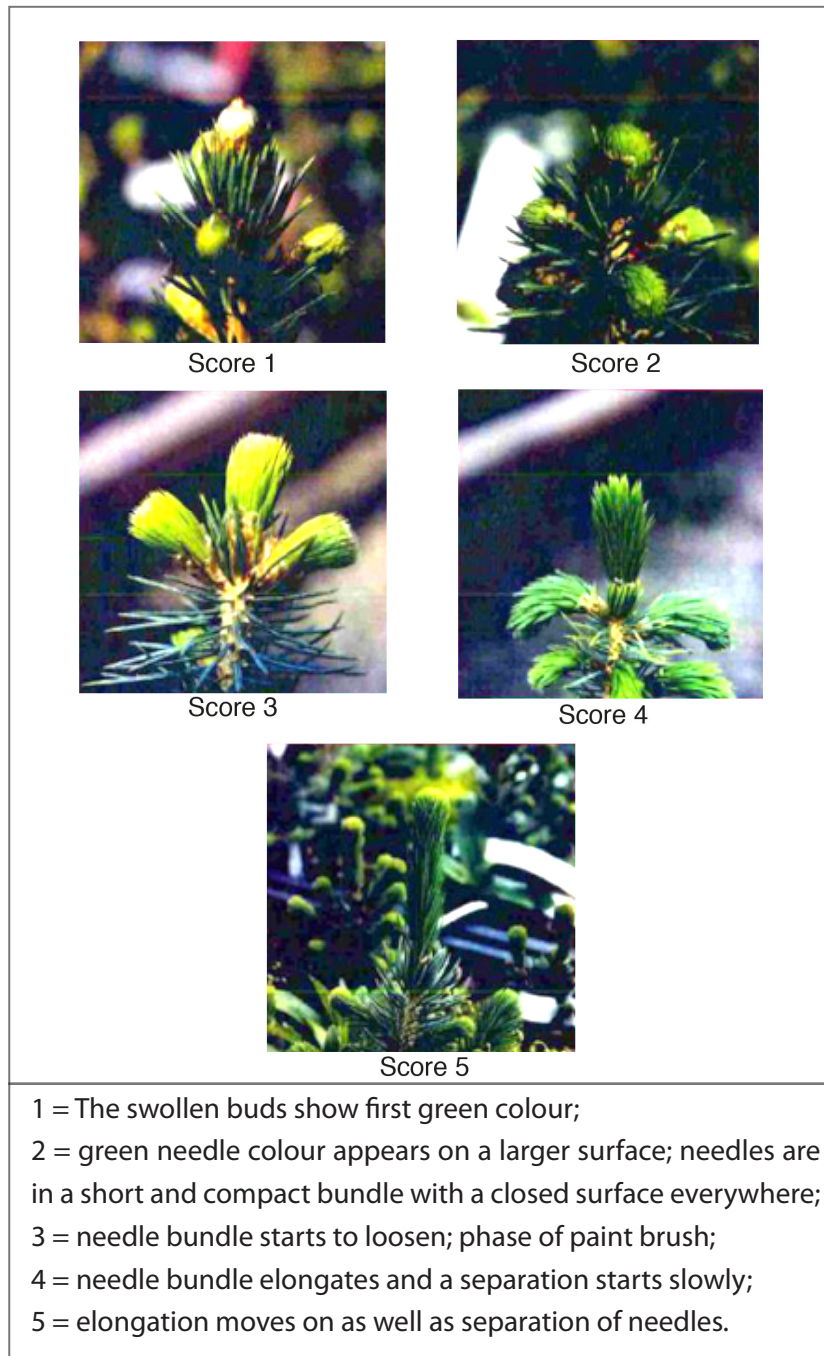 Score 1
Score 2
Score 3
Score 4
Score 5
1 = The swollen buds show first green colour;
2 = green needle colour appears on a larger surface; needles are
in a short and compact bundle with a closed surface everywhere;
3 = needle bundle starts to loosen; phase of paint brush;
4 = needle bundle elongates and a separation starts slowly;
5 = elongation moves on as well as separation of needles.